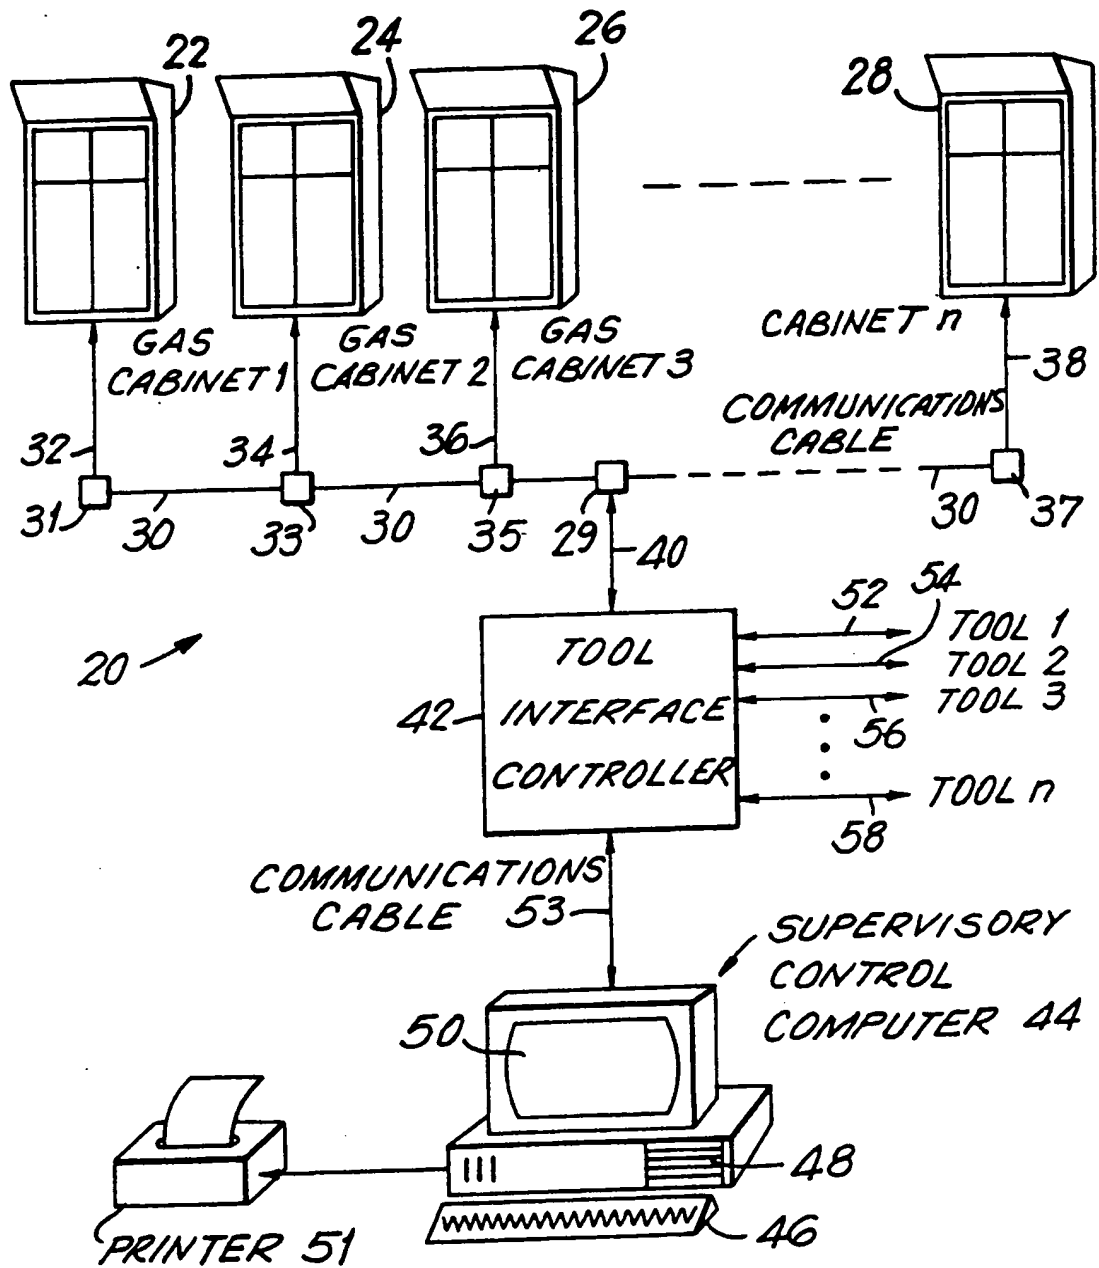 22
24
26
28
GAS
CABINET 1
GAS
CABINET 2
GAS
CABINET 3
CABINET n
38
COMMUNICATIONS
CABLE
32
34
36
31
30
33
30
35
29
40
30
37
20
42
TOOL
INTERFACE
CONTROLLER
52
54
TOOL 1
TOOL 2
TOOL 3
56
TOOL n
58
COMMUNICATIONS
CABLE 53
SUPERVISORY
CONTROL
COMPUTER 44
50
48
46
PRINTER 51